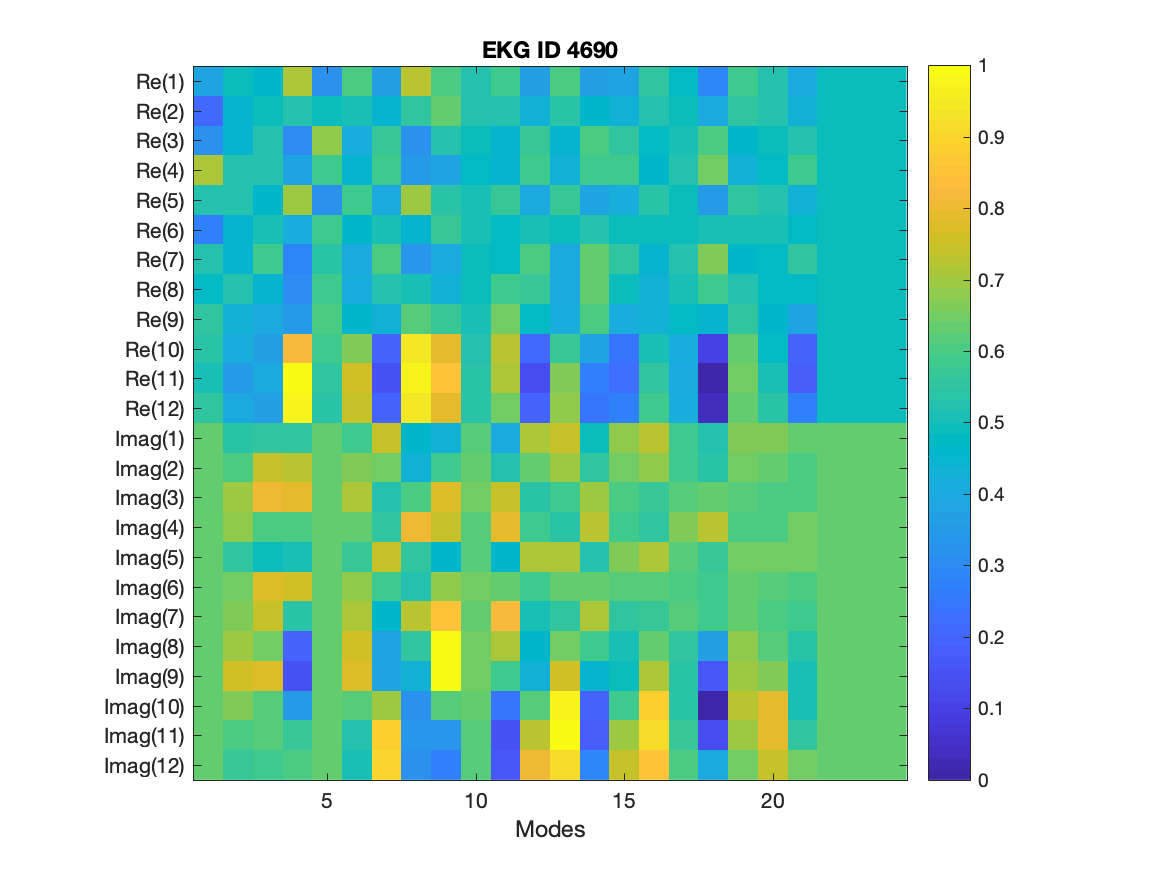 EKG ID 4690
Re(1)
Re(2)
Re(3)
Re(4)
Re(5)
Re(6)
Re(7)
Re(8)
Re(9)
Re(10)
Re(11)
Re(12)
Imag(1)
Imag(2)
Imag(3)
Imag(4)
Imag(5)
Imag(6)
Imag(7)
Imag(8)
Imag(9)
Imag(10)
Imag(11)
Imag(12)
5 10 15 20
Modes
1
0.9
0.8
0.7
0.6
0.5
0.4
0.3
0.2
0.1
0